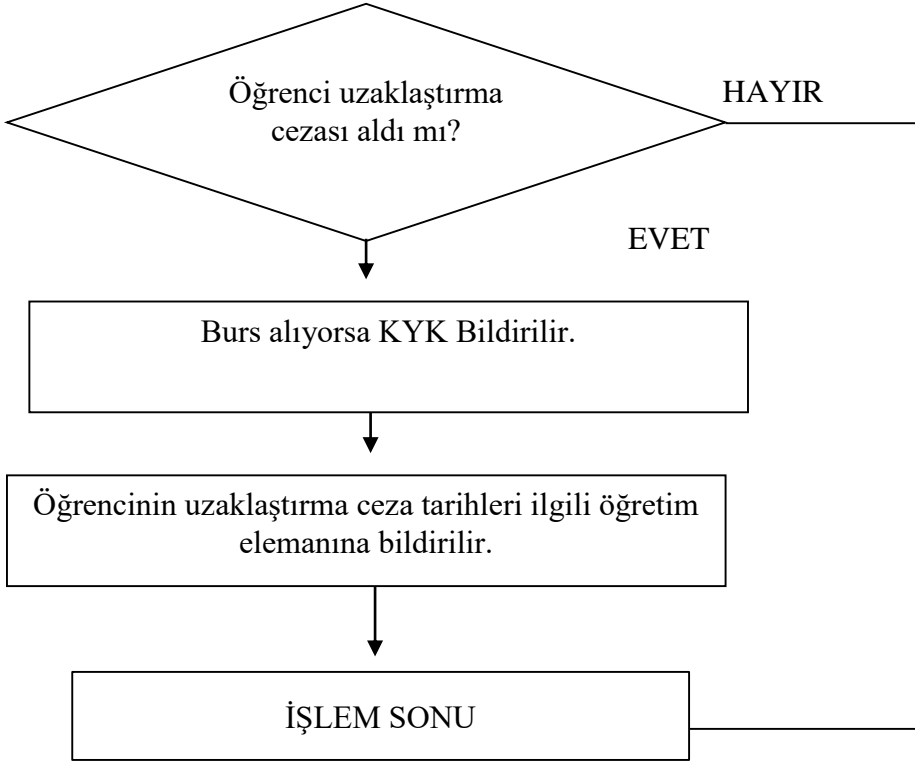 Öğrenci uzaklaştırma
cezası aldı mı?
HAYIR
EVET
Burs alıyorsa KYK Bildirilir.
Öğrencinin uzaklaştırma ceza tarihleri ilgili öğretim
elemanına bildirilir.
İŞLEM SONU